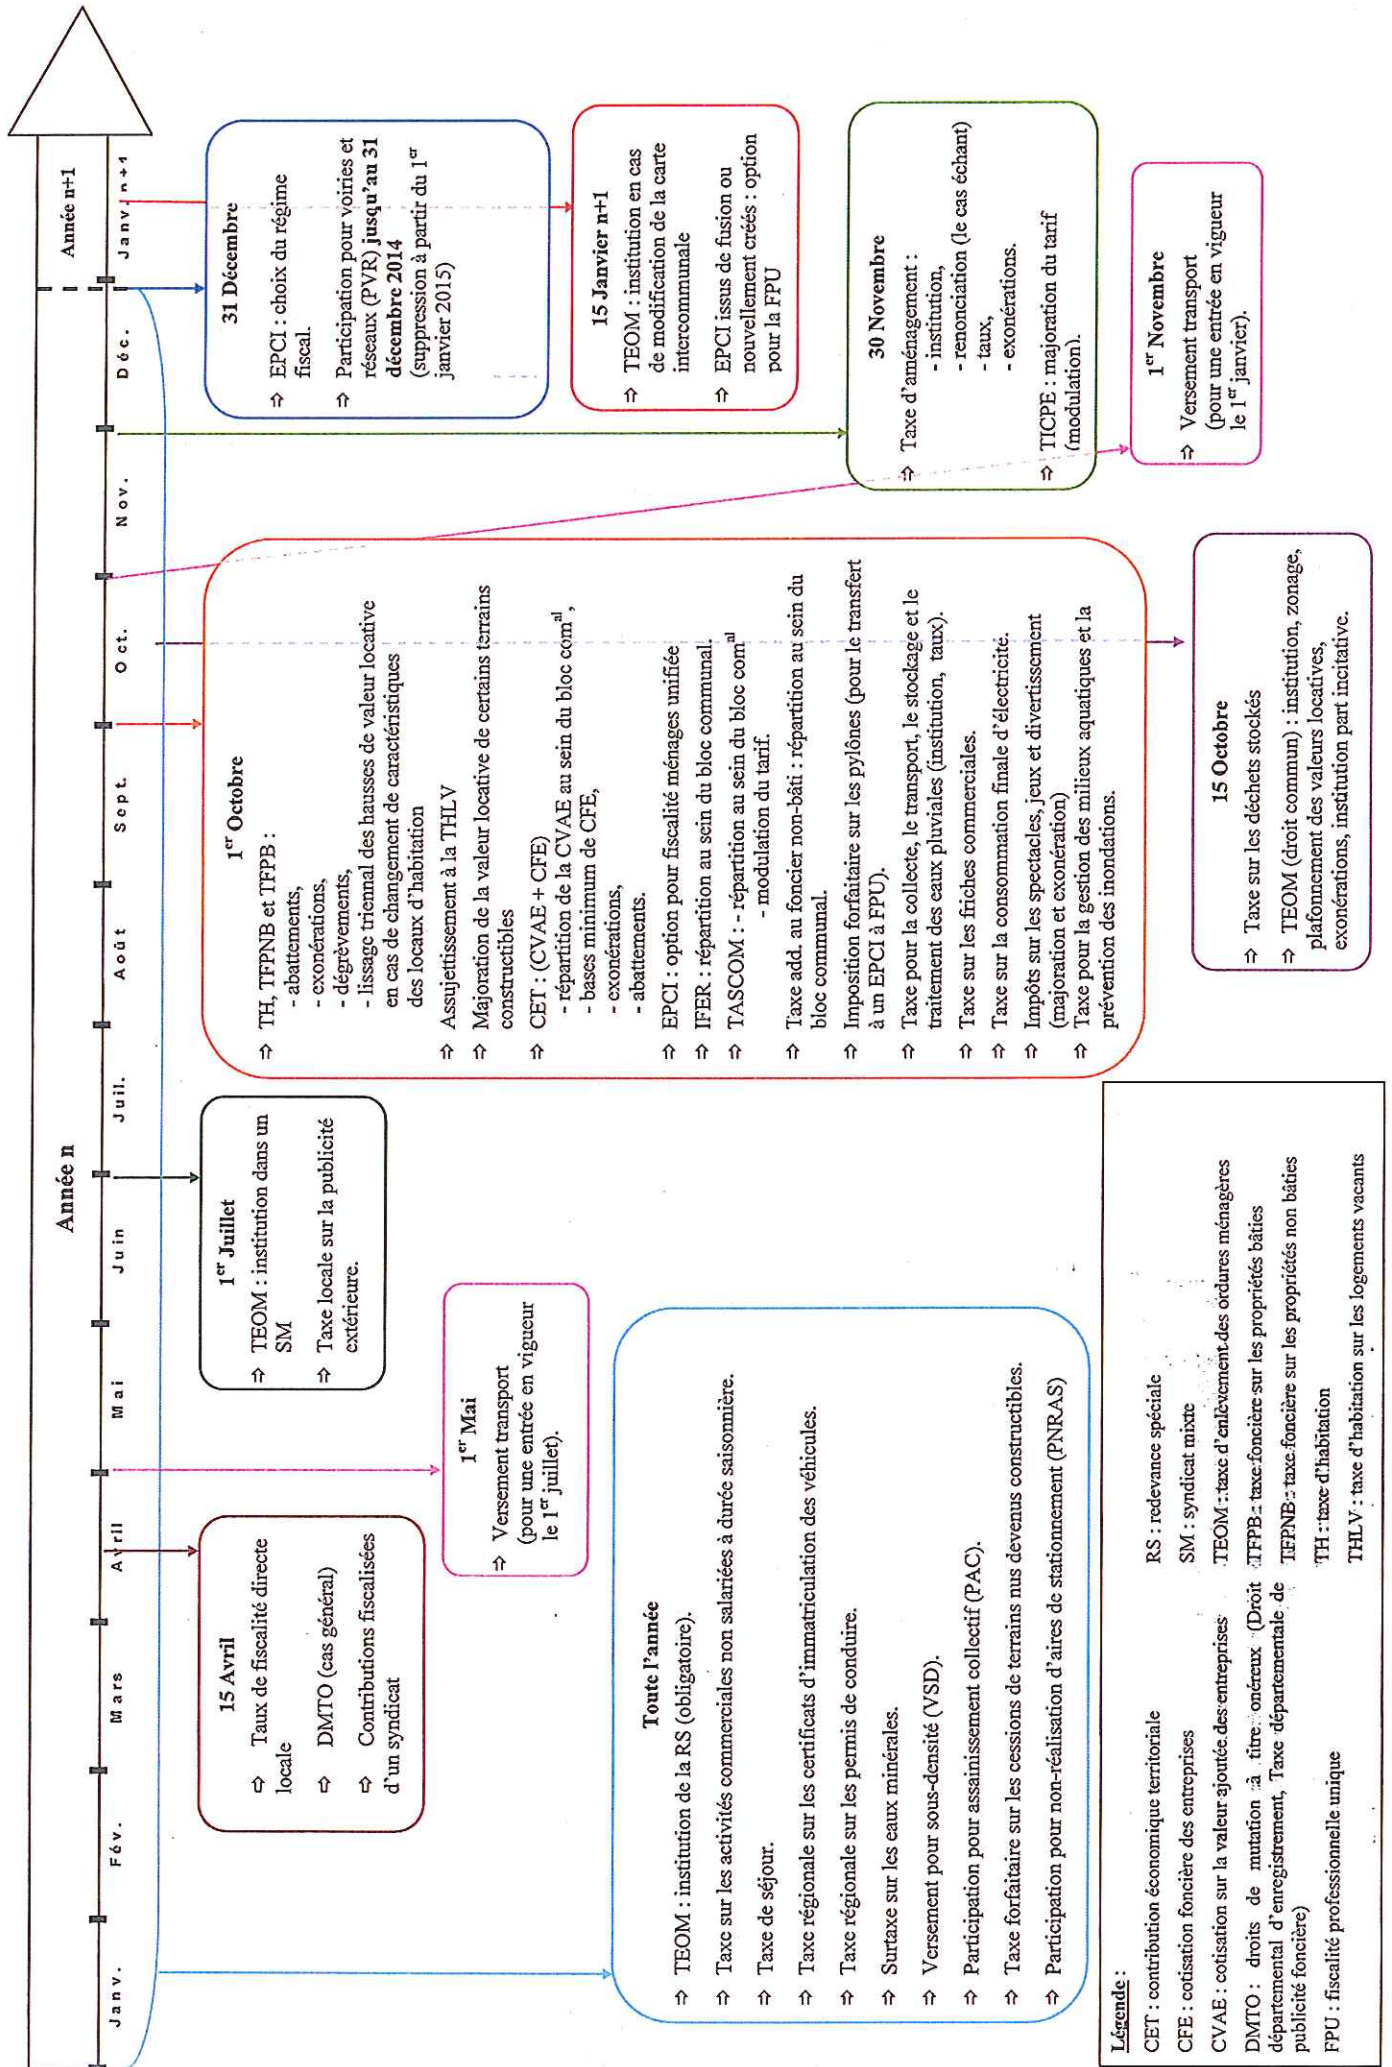 Année n
Année n+1
Janv.
Fév.
Mars
Avril
Mai
Juin
Juil.
Août
Sept.
Oct.
Nov.
Déc.
Janv. n+1
15 Avril
⇨ Taux de fiscalité directe
locale
⇨ DMTO (cas général)
⇨ Contributions fiscalisées
d'un syndicat
1er Mai
⇨ Versement transport
(pour une entrée en vigueur
le 1er juillet).
1er Juillet
⇨ TEOM : institution dans un
SM
⇨ Taxe locale sur la publicité
extérieure.
Toute l'année
⇨ TEOM : institution de la RS (obligatoire).
⇨ Taxe sur les activités commerciales non salariées à durée saisonnière.
⇨ Taxe de séjour.
⇨ Taxe régionale sur les certificats d'immatriculation des véhicules.
⇨ Taxe régionale sur les permis de conduire.
⇨ Surtaxe sur les eaux minérales.
⇨ Versement pour sous-densité (VSD).
⇨ Participation pour assainissement collectif (PAC).
⇨ Taxe forfaitaire sur les cessions de terrains nus devenus constructibles.
⇨ Participation pour non-réalisation d'aires de stationnement (PNRAS)
1er Octobre
⇨ TH, TFPNB et TFPB :
- abattements,
- exonérations,
- dégrèvements,
- lissage triennal des hausses de valeur locative
en cas de changement de caractéristiques
des locaux d'habitation
⇨ Assujettissement à la THLV
⇨ Majoration de la valeur locative de certains terrains
constructibles
⇨ CET : (CVAE + CFE)
- répartition de la CVAE au sein du bloc comal,
- bases minimum de CFE,
- exonérations,
- abattements.
⇨ EPCI : option pour fiscalité ménages unifiée
⇨ IFER : répartition au sein du bloc communal.
⇨ TASCOM : - répartition au sein du bloc comal
- modulation du tarif.
⇨ Taxe add. au foncier non-bâti : répartition au sein du
bloc communal.
⇨ Imposition forfaitaire sur les pylônes (pour le transfert
à un EPCI à FPU).
⇨ Taxe pour la collecte, le transport, le stockage et le
traitement des eaux pluviales (institution, taux).
⇨ Taxe sur les friches commerciales.
⇨ Taxe sur la consommation finale d'électricité.
⇨ Impôts sur les spectacles, jeux et divertissement
(majoration et exonération)
⇨ Taxe pour la gestion des milieux aquatiques et la
prévention des inondations.
15 Octobre
⇨ Taxe sur les déchets stockés
⇨ TEOM (droit commun) : institution, zonage,
plafonnement des valeurs locatives,
exonérations, institution part incitative.
31 Décembre
⇨ EPCI : choix du régime
fiscal.
⇨ Participation pour voiries et
réseaux (PVR) jusqu'au 31
décembre 2014
(suppression à partir du 1er
janvier 2015)
15 Janvier n+1
⇨ TEOM : institution en cas
de modification de la carte
intercommunale
⇨ EPCI issus de fusion ou
nouvellement créés : option
pour la FPU
30 Novembre
⇨ Taxe d'aménagement :
- institution,
- renonciation (le cas échant)
- taux,
- exonérations.
⇨ TICPE : majoration du tarif
(modulation).
1er Novembre
⇨ Versement transport
(pour une entrée en vigueur
le 1er janvier).
Légende :
CET : contribution économique territoriale
CFE : cotisation foncière des entreprises
CVAE : cotisation sur la valeur ajoutée des entreprises
DMTO : droits de mutation à titre onéreux (Droit
départemental d'enregistrement, Taxe départementale de
publicité foncière)
FPU : fiscalité professionnelle unique
RS : redevance spéciale
SM : syndicat mixte
TEOM : taxe d'enlèvement des ordures ménagères
TFPB : taxe foncière sur les propriétés bâties
TFPNB : taxe foncière sur les propriétés non bâties
TH : taxe d'habitation
THLV : taxe d'habitation sur les logements vacants